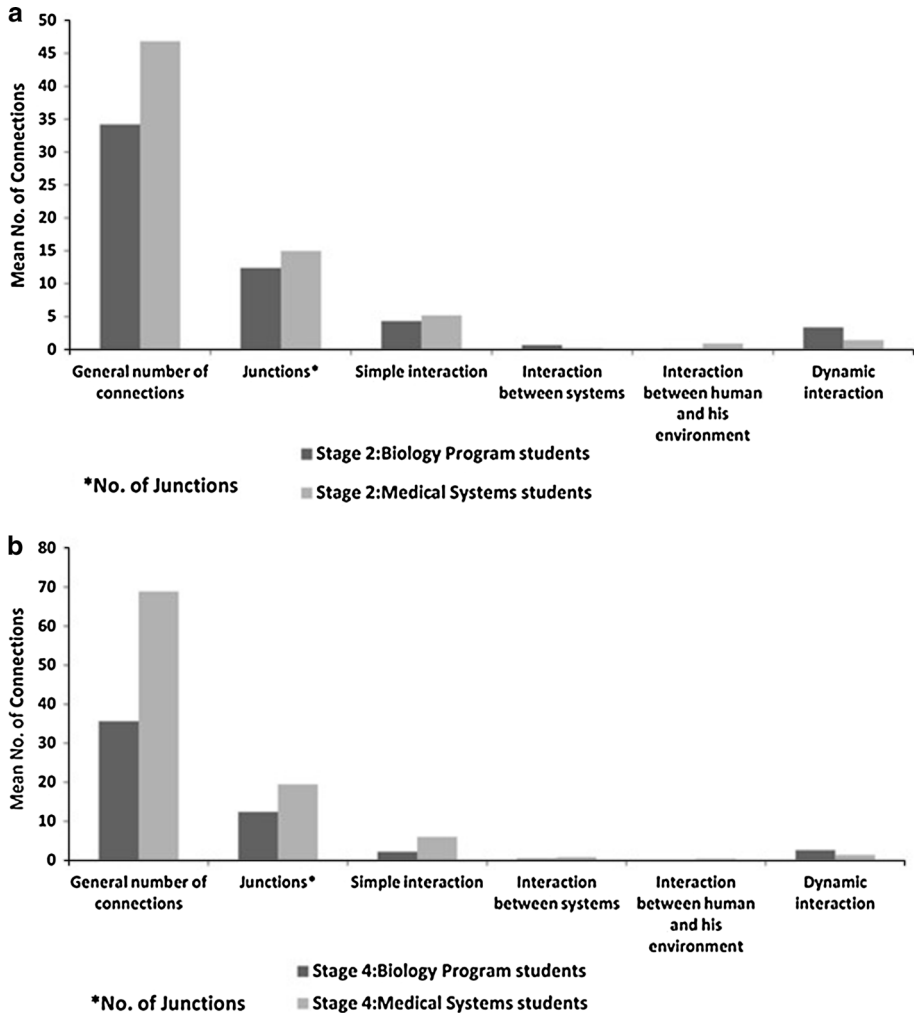 a
50
45
40
35
30
25
20
15
10
5
0
Mean No. of Connections
General number of
connections
Junctions*
Simple interaction
Interaction
between systems
Interaction
between human
and his
environment
Dynamic
interaction
Stage 2:Biology Program students
Stage 2:Medical Systems students
*No. of Junctions
b
80
70
60
50
40
30
20
10
0
Mean No. of Connections
General number of
connections
Junctions*
Simple interaction
Interaction
between systems
Interaction
between human
and his
environment
Dynamic
interaction
Stage 4:Biology Program students
Stage 4:Medical Systems students
*No. of Junctions